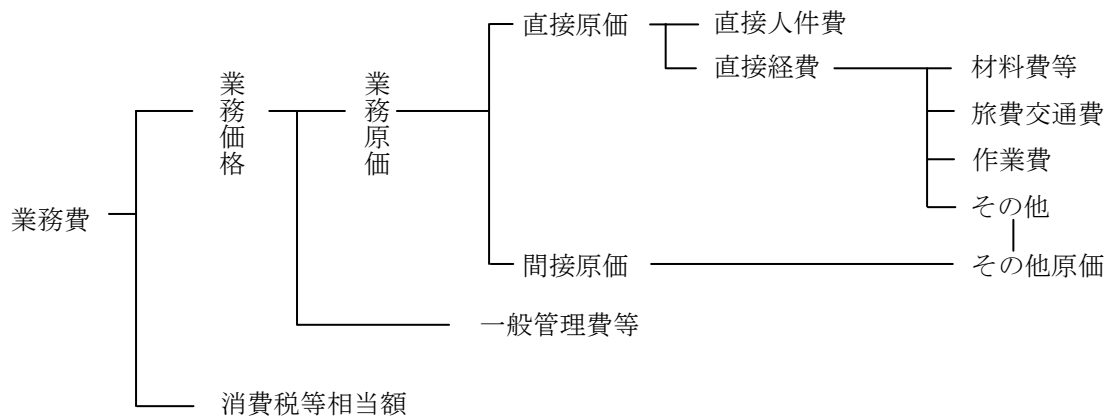 業務費
業務価格
消費税等相当額
業務原価
一般管理費等
直接原価
間接原価
直接人件費
直接経費
材料費等
旅費交通費
作業費
その他
その他原価